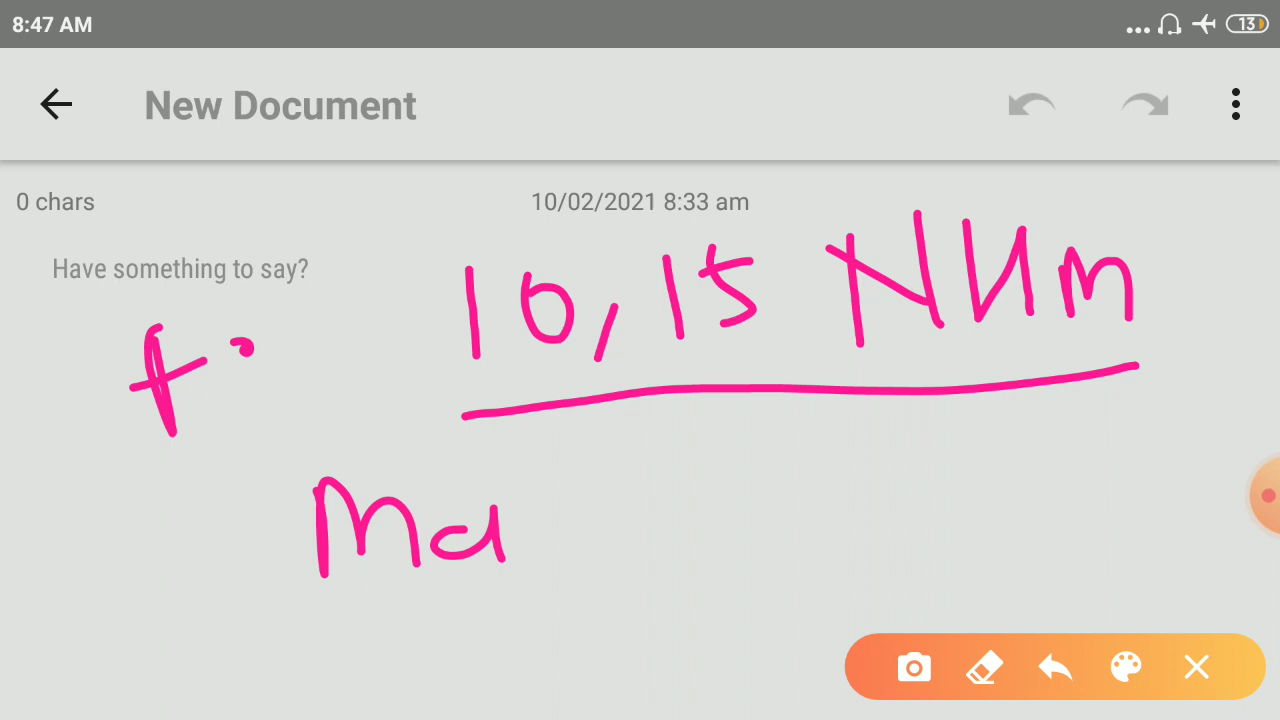 8:47 AM
13
New Document
0 chars 10/02/2021 8:33 am
Have something to say?
10,15 NUm
f
Ma